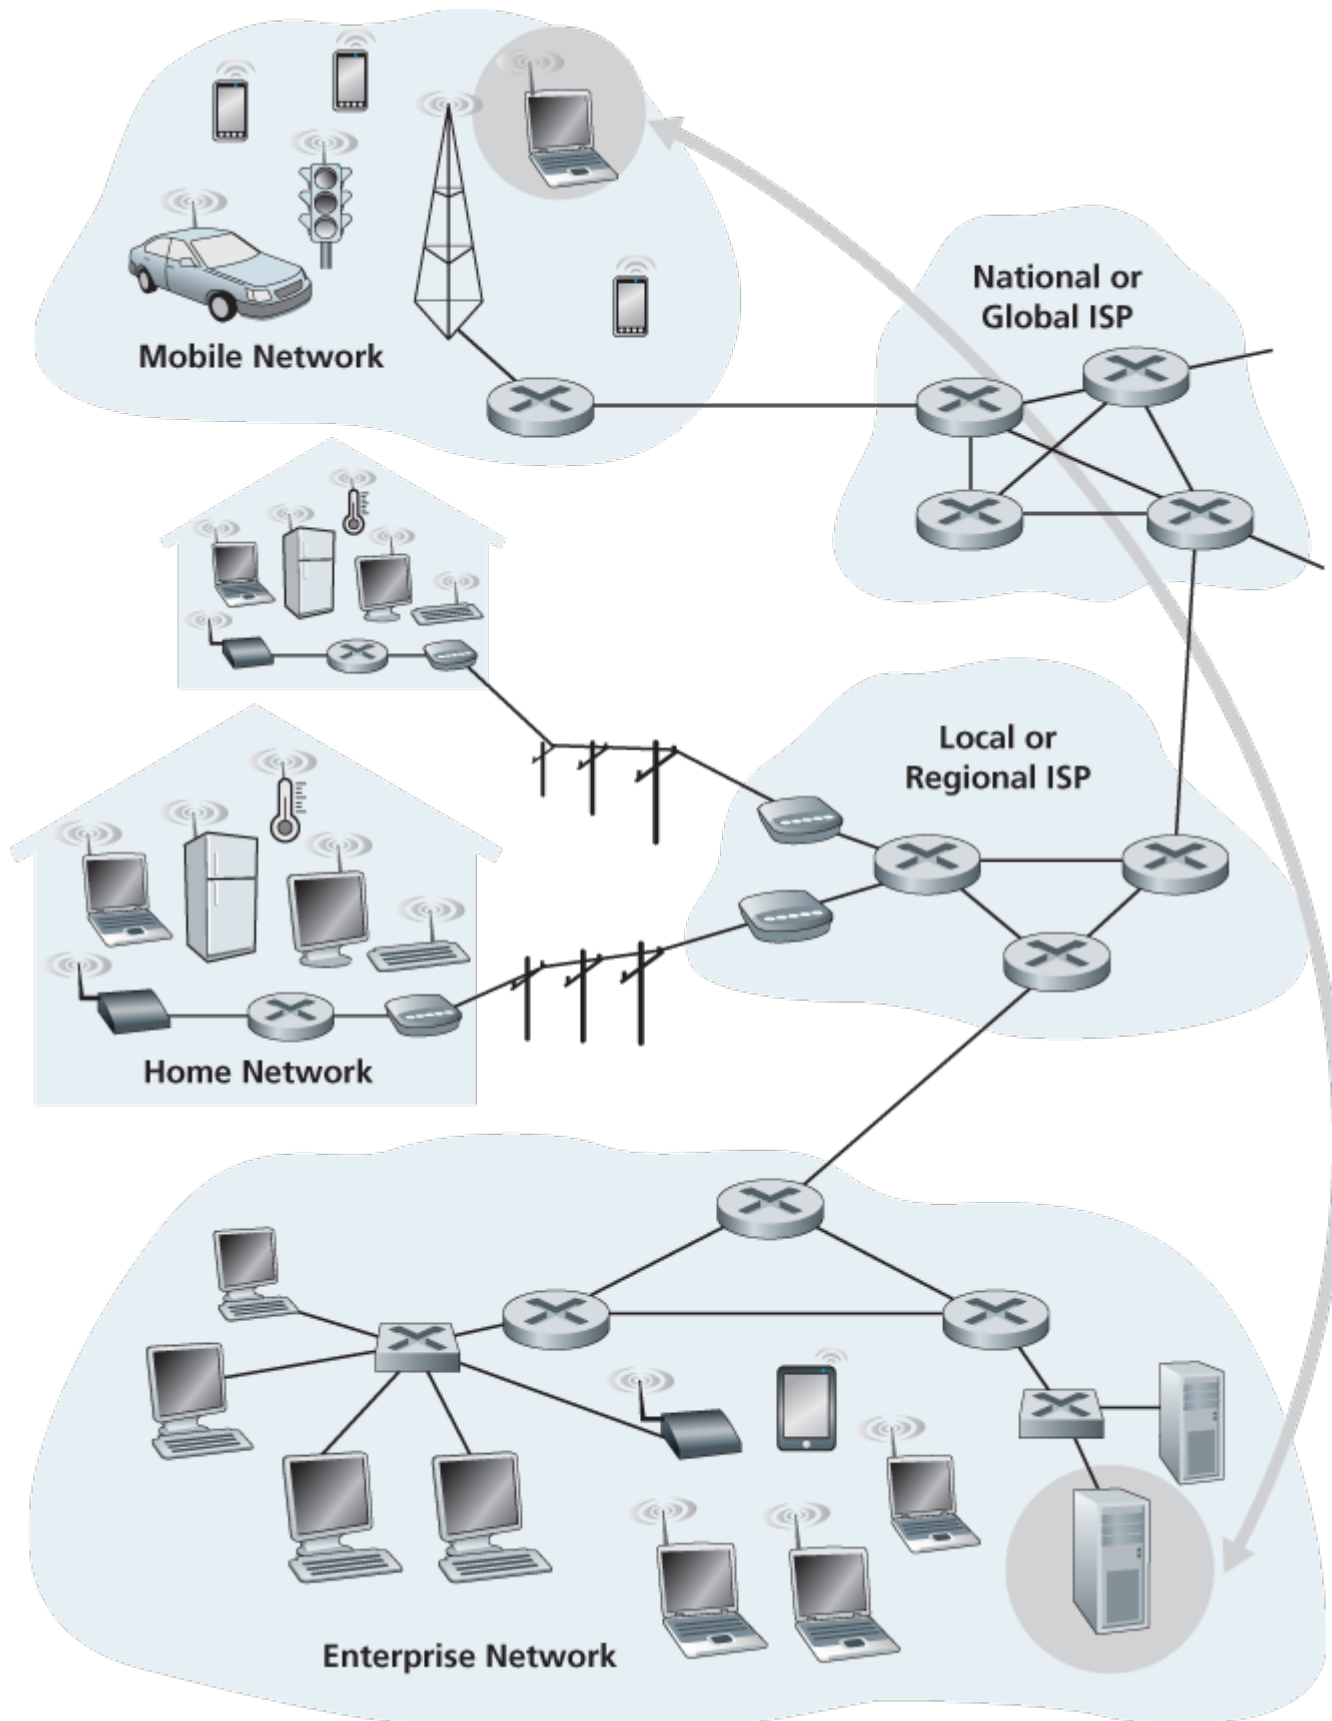 National or
Global ISP
Mobile Network
Local or
Regional ISP
Home Network
Enterprise Network